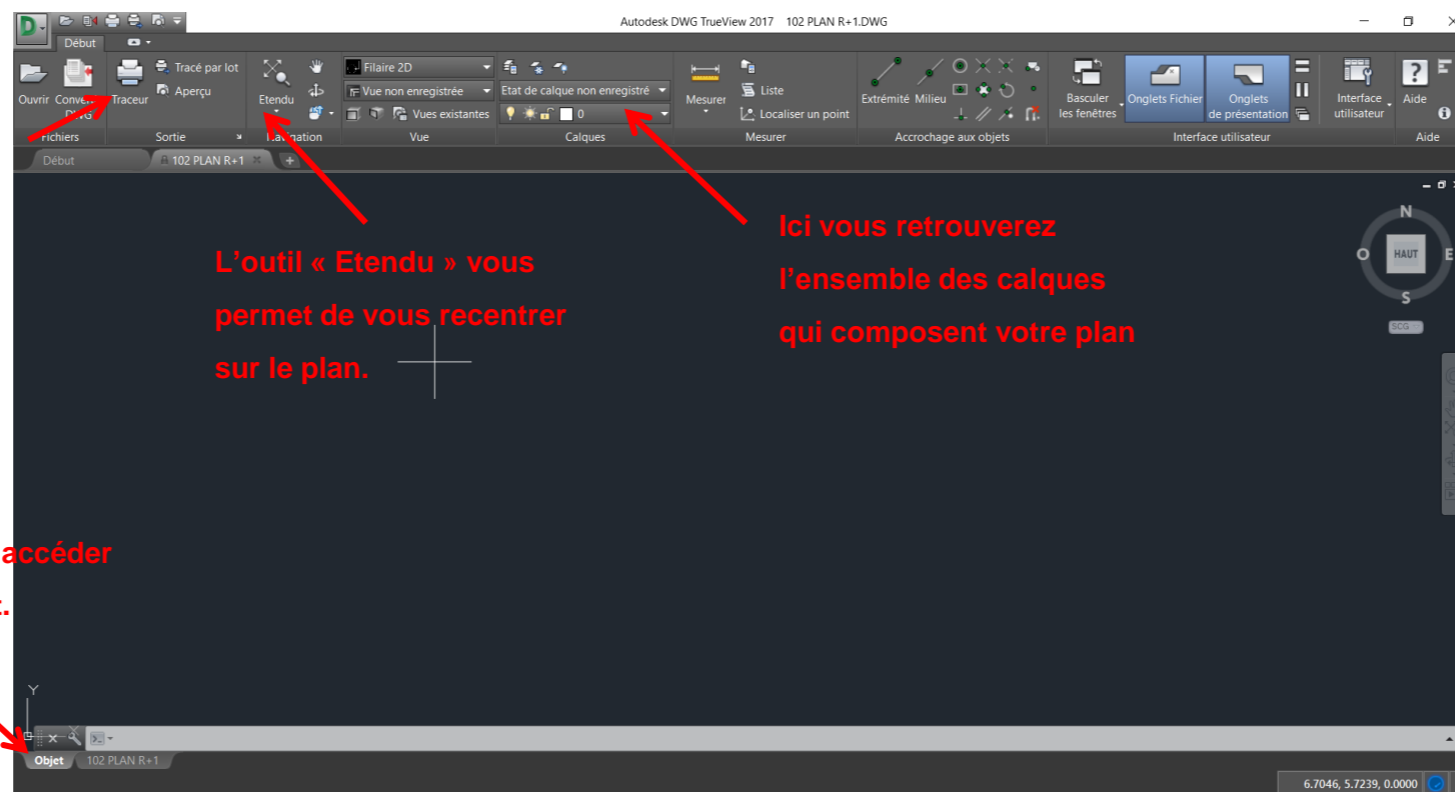 Autodesk DWG TrueView 2017 102 PLAN R+1.DWG
Début
Ouvrir
DWG
Traceur
Tracé par lot
Aperçu
Etendu
Filaire 2D
Vue non enregistrée
Vues existantes
Etat de calque non enregistré
0
Mesurer
Liste
Localiser un point
Extrémité Milieu
Basculer
les fenêtres
Onglets Fichier
Onglets
de présentation
Interface
utilisateur
Aide
Fichiers
Sortie
Navigation
Vue
Calques
Mesurer
Accrochage aux objets
Interface utilisateur
Aide
Début
102 PLAN R+1
L'outil « Etendu » vous
permet de vous recentrer
sur le plan.
Ici vous retrouverez
l'ensemble des calques
qui composent votre plan
N
O
HAUT
E
S
SCG
accéder
t.
Y
Objet
102 PLAN R+1
6.7046, 5.7239, 0.0000